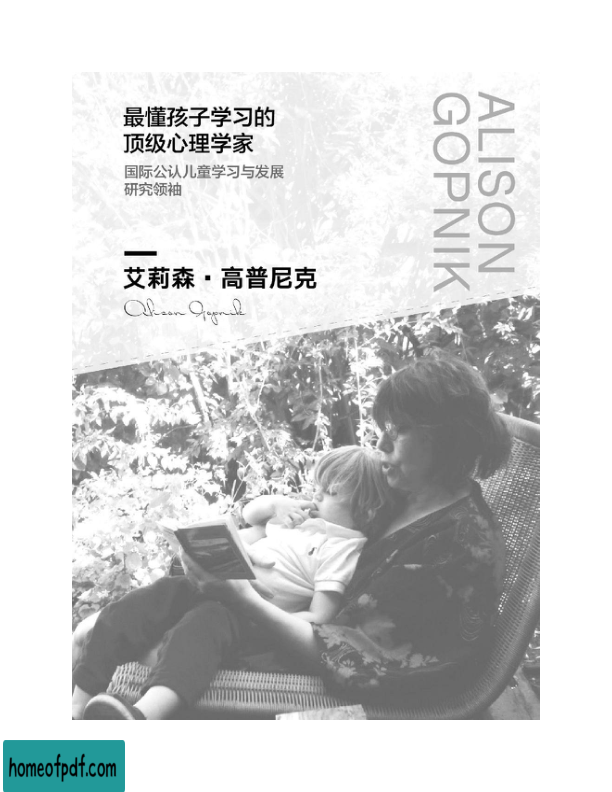 最懂孩子学习的
顶级心理学家
国际公认儿童学习与发展
研究领袖
艾莉森·高普尼克
Alison Gopnik
ALISON
GOPNIK
homeofpdf.com